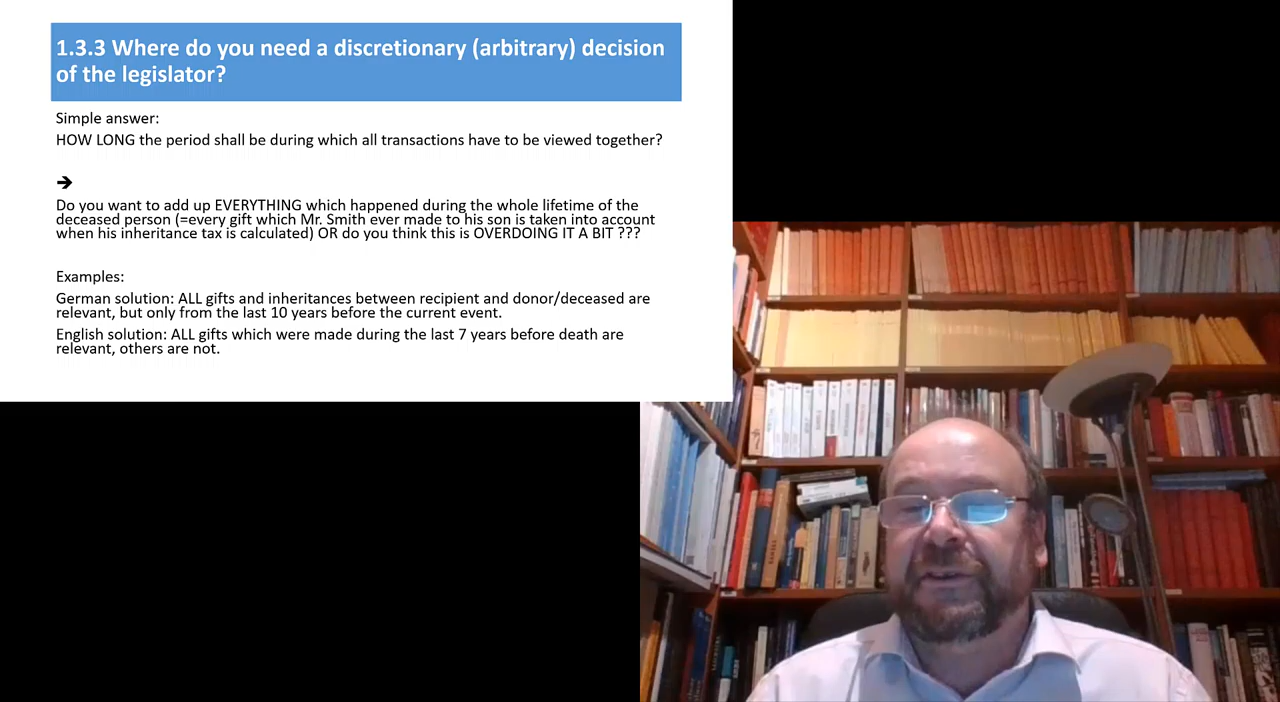 1.3.3 Where do you need a discretionary (arbitrary) decision
of the legislator?
Simple answer:
HOW LONG the period shall be during which all transactions have to be viewed together?
➔
Do you want to add up EVERYTHING which happened during the whole lifetime of the
deceased person (=every gift which Mr. Smith ever made to his son is taken into account
when his inheritance tax is calculated) OR do you think this is OVERDOING IT A BIT ???
Examples:
German solution: ALL gifts and inheritances between recipient and donor/deceased are
relevant, but only from the last 10 years before the current event.
English solution: ALL gifts which were made during the last 7 years before death are
relevant, others are not.